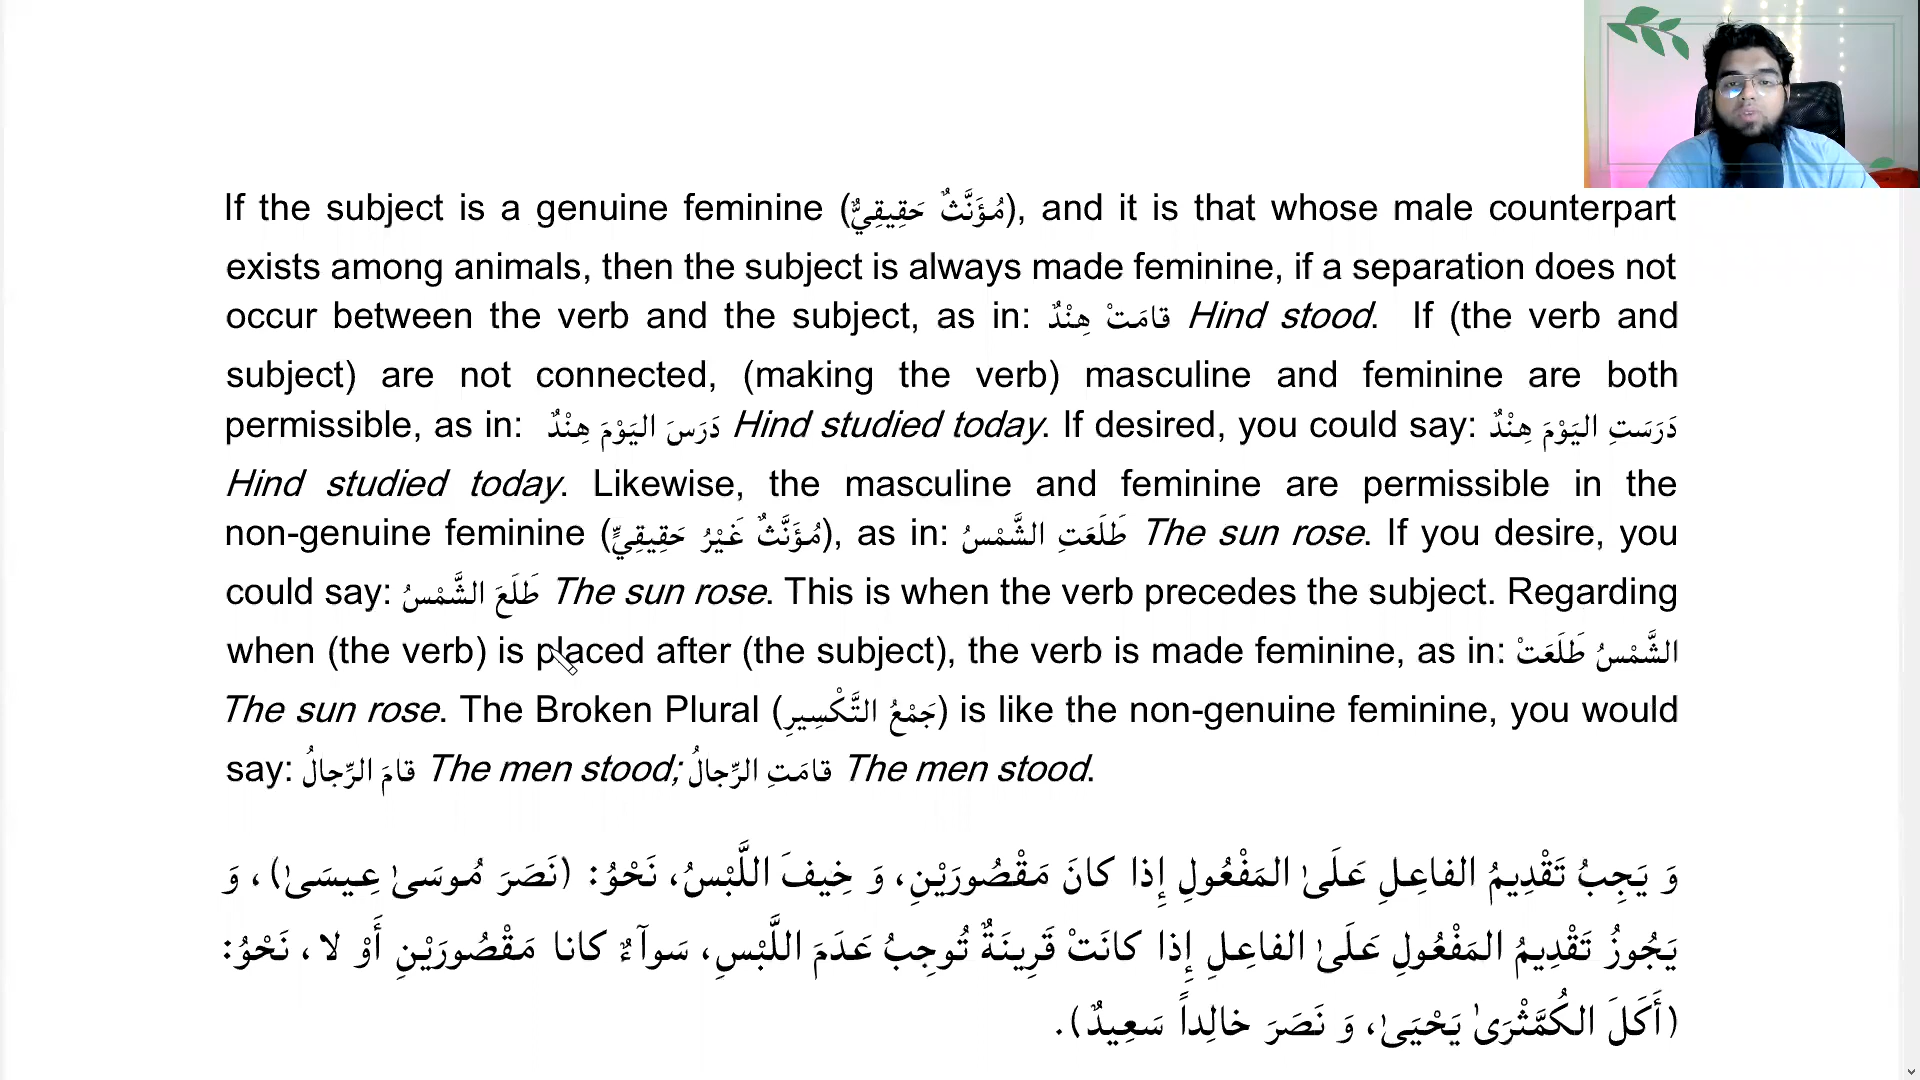 If the subject is a genuine feminine (مُؤَنَّثٌ حَقِيقِيٌّ), and it is that whose male counterpart
exists among animals, then the subject is always made feminine, if a separation does not
occur between the verb and the subject, as in: قامَتْ هِنْدٌ Hind stood. If (the verb and
subject) are not connected, (making the verb) masculine and feminine are both
permissible, as in: دَرَسَ اليَوْمَ هِنْدٌ Hind studied today. If desired, you could say: دَرَسَتِ اليَوْمَ هِنْدٌ
Hind studied today. Likewise, the masculine and feminine are permissible in the
non-genuine feminine (مُؤَنَّثٌ غَيْرُ حَقِيقِيٍّ), as in: طَلَعَتِ الشَّمْسُ The sun rose. If you desire, you
could say: طَلَعَ الشَّمْسُ The sun rose. This is when the verb precedes the subject. Regarding
when (the verb) is placed after (the subject), the verb is made feminine, as in: الشَّمْسُ طَلَعَتْ
The sun rose. The Broken Plural (جَمْعُ التَّكْسِيرِ) is like the non-genuine feminine, you would
say: قامَ الرِّجالُ The men stood; قامَتِ الرِّجالُ The men stood.
وَ يَجِبُ تَقْدِيمُ الفاعِلِ عَلَىٰ المَفْعُولِ إِذا كانَ مَقْصُورَيْنِ، وَ خِيفَ اللَّبْسُ، نَحْوُ: (نَصَرَ مُوسَىٰ عِيسَىٰ)، وَ
يَجُوزُ تَقْدِيمُ المَفْعُولِ عَلَىٰ الفاعِلِ إِذا كانَتْ قَرِينَةٌ تُوجِبُ عَدَمَ اللَّبْسِ، سَوآءٌ كانا مَقْصُورَيْنِ أَوْ لا، نَحْوُ:
(أَكَلَ الكُمَّثْرَىٰ يَحْيَىٰ، وَ نَصَرَ خالِداً سَعِيدٌ).